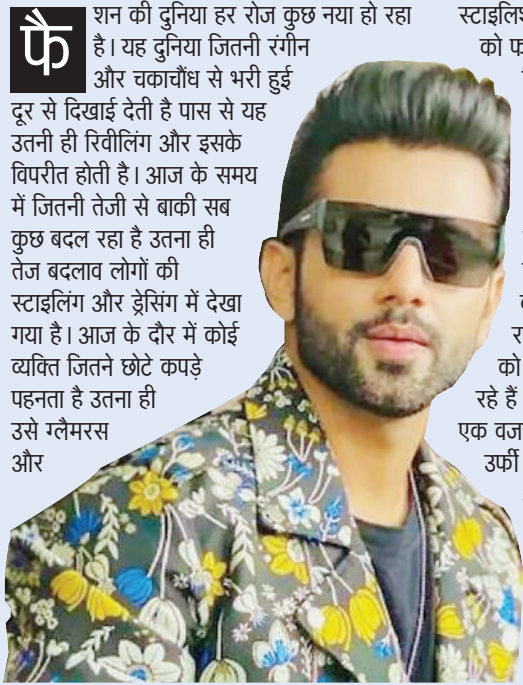 फैशन की दुनिया हर रोज कुछ नया हो रहा
है। यह दुनिया जितनी रंगीन
और चकाचौंध से भरी हुई
दूर से दिखाई देती है पास से यह
उतनी ही रिवीलिंग और इसके
विपरीत होती है। आज के समय
में जितनी तेजी से बाकी सब
कुछ बदल रहा है उतना ही
तेज बदलाव लोगों की
स्टाइलिंग और ड्रेसिंग में देखा
गया है। आज के दौर में कोई
व्यक्ति जितने छोटे कपड़े
पहनता है उतना ही
उसे ग्लैमरस
और
को
को
रहे हैं
एक
उर्फी